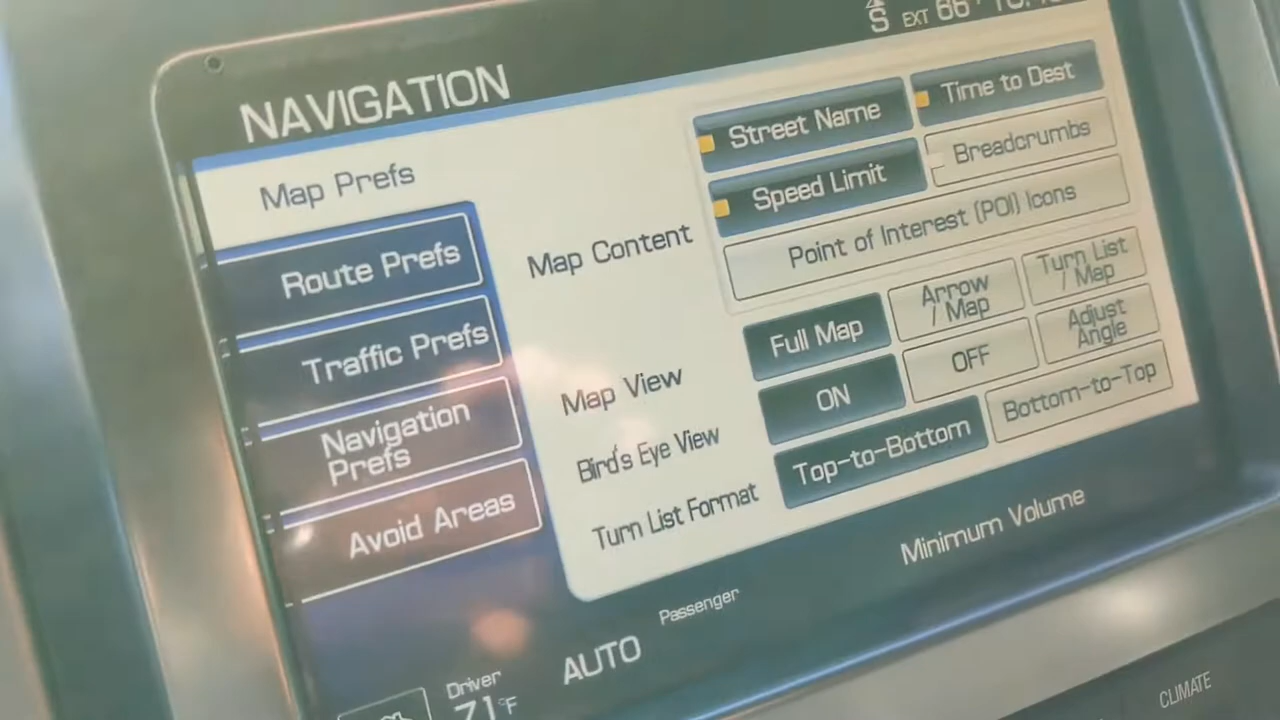 S EXT 66°
NAVIGATION
Map Prefs
Route Prefs
Traffic Prefs
Navigation
Prefs
Avoid Areas
Map Content
Street Name
Time to Dest
Speed Limit
Breadcrumbs
Point of Interest (POI) Icons
Map View
Full Map
Arrow
/ Map
Turn List
/ Map
Bird's Eye View
ON
OFF
Adjust
Angle
Turn List Format
Top-to-Bottom
Bottom-to-Top
Minimum Volume
Driver
71°F
AUTO
Passenger
CLIMATE